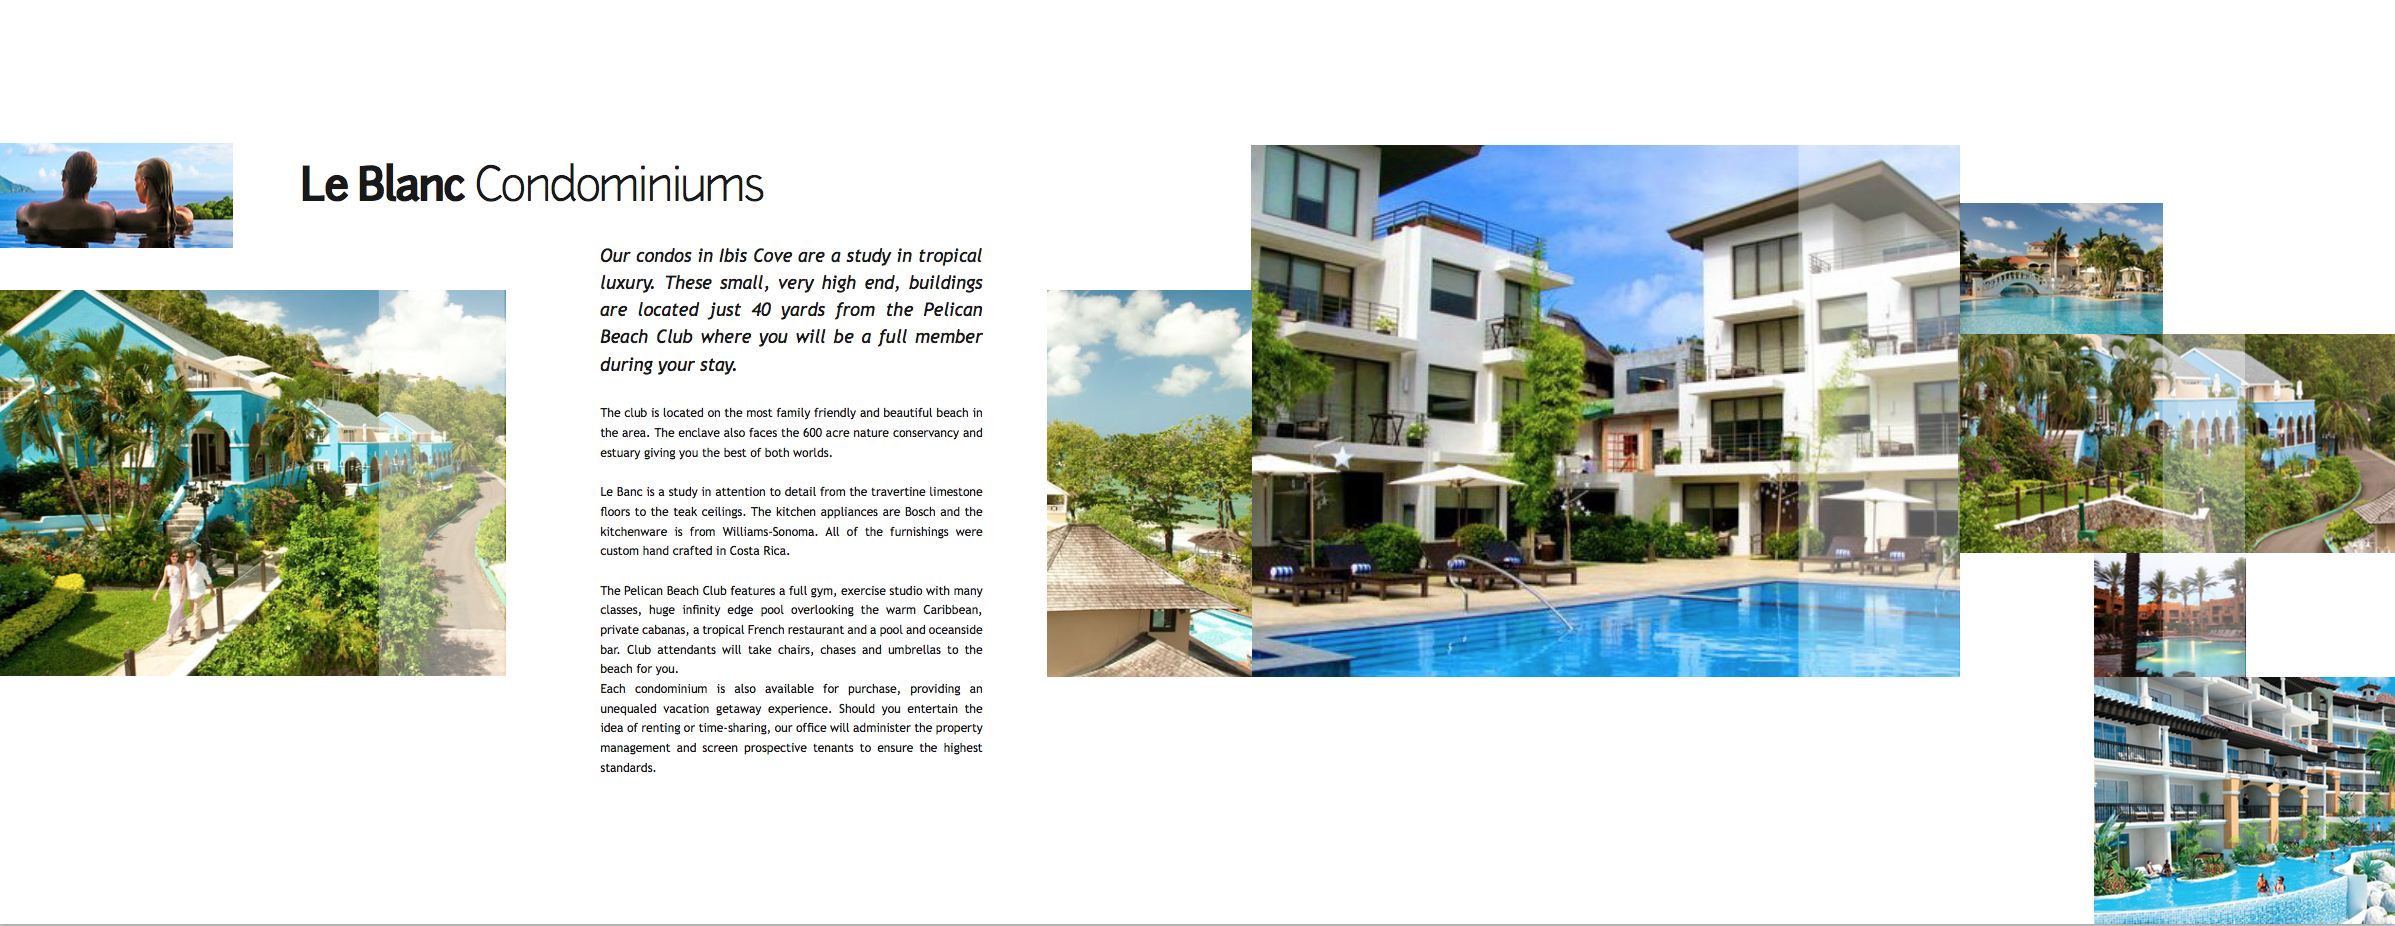 Le Blanc Condominiums
Our condos in Ibis Cove are a study in tropical
luxury. These small, very high end, buildings
are located just 40 yards from the Pelican
Beach Club where you will be a full member
during your stay.
The club is located on the most family friendly and beautiful beach in
the area. The enclave also faces the 600 acre nature conservancy and
estuary giving you the best of both worlds.
Le Banc is a study in attention to detail from the travertine limestone
floors to the teak ceilings. The kitchen appliances are Bosch and the
kitchenware is from Williams-Sonoma. All of the furnishings were
custom hand crafted in Costa Rica.
The Pelican Beach Club features a full gym, exercise studio with many
classes, huge infinity edge pool overlooking the warm Caribbean,
private cabanas, a tropical French restaurant and a pool and oceanside
bar. Club attendants will take chairs, chases and umbrellas to the
beach for you.
Each condominium is also available for purchase, providing an
unequaled vacation getaway experience. Should you entertain the
idea of renting or time-sharing, our office will administer the property
management and screen prospective tenants to ensure the highest
standards.